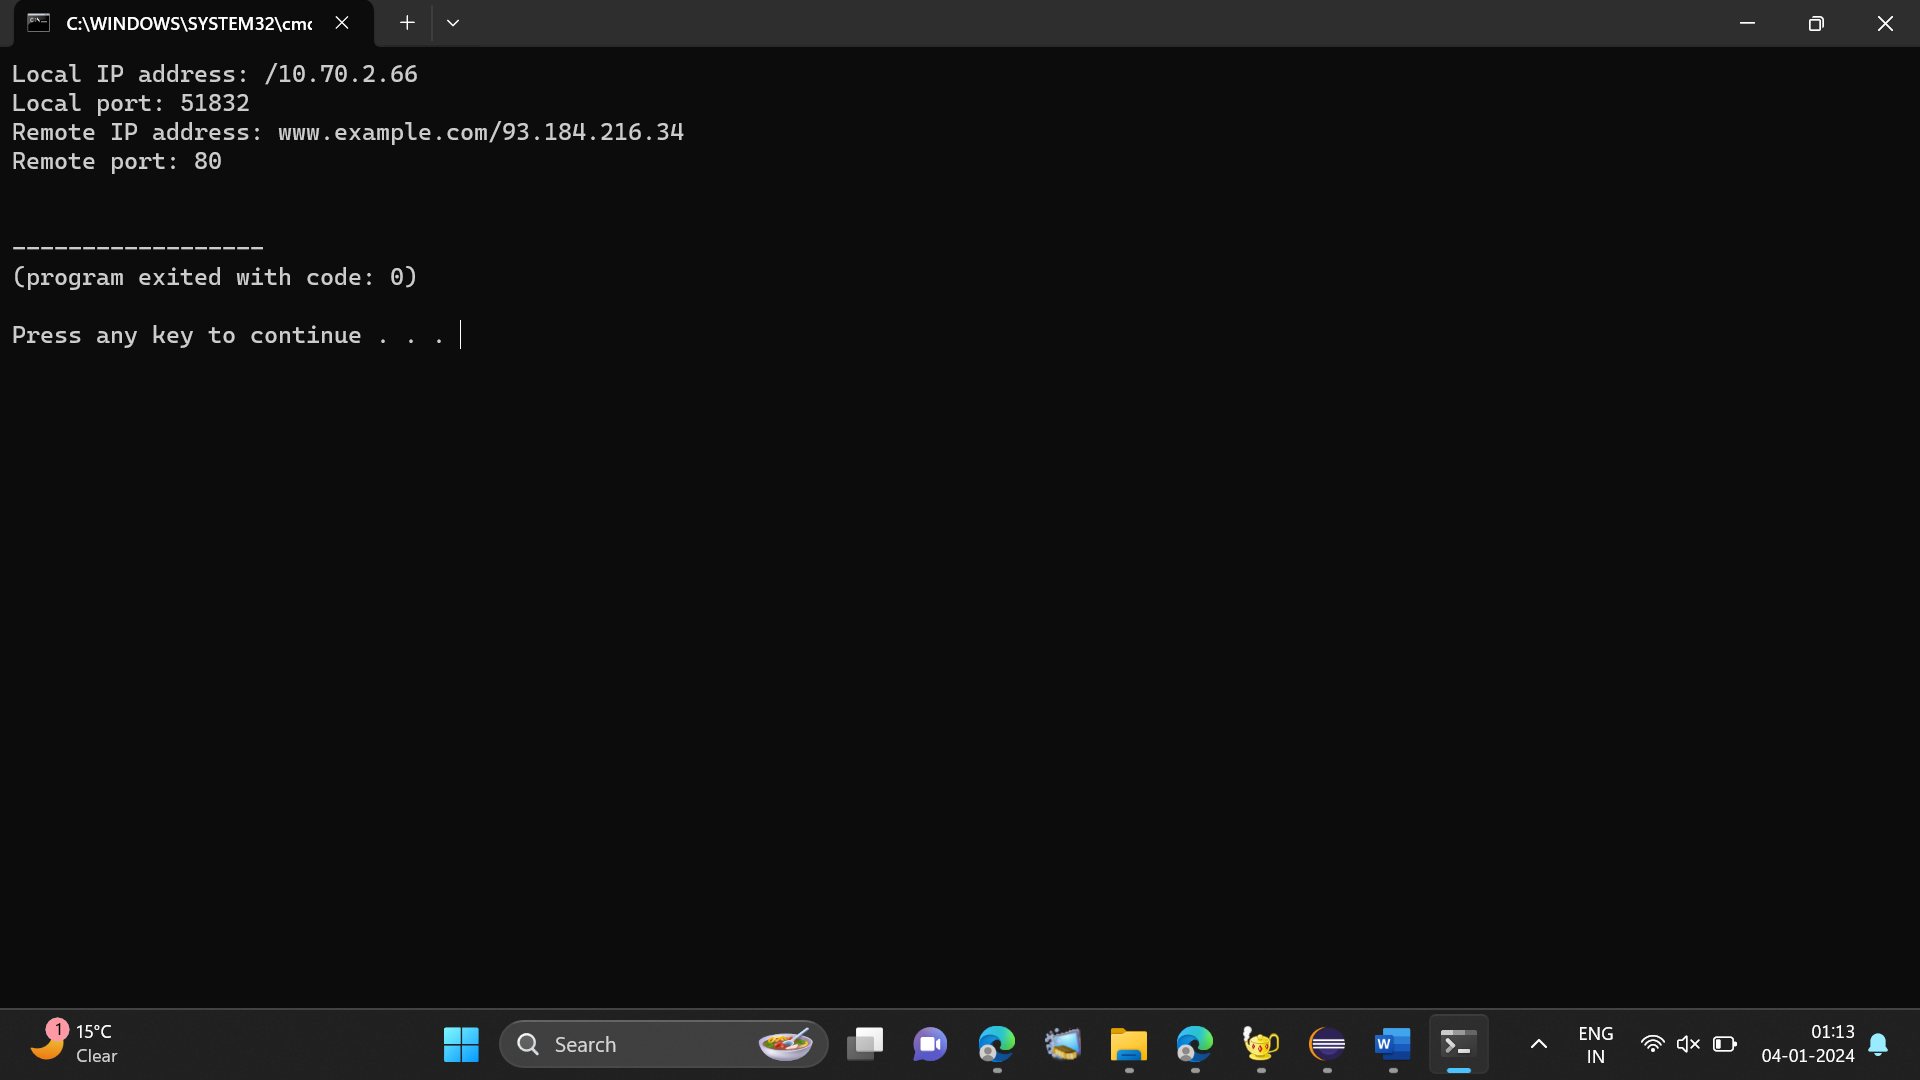 C:\WINDOWS\SYSTEM32\cmd
Local IP address: /10.70.2.66
Local port: 51832
Remote IP address: www.example.com/93.184.216.34
Remote port: 80
------------------
(program exited with code: 0)
Press any key to continue . . .
1
15°C
Clear
Search
W
ENG
IN
01:13
04-01-2024